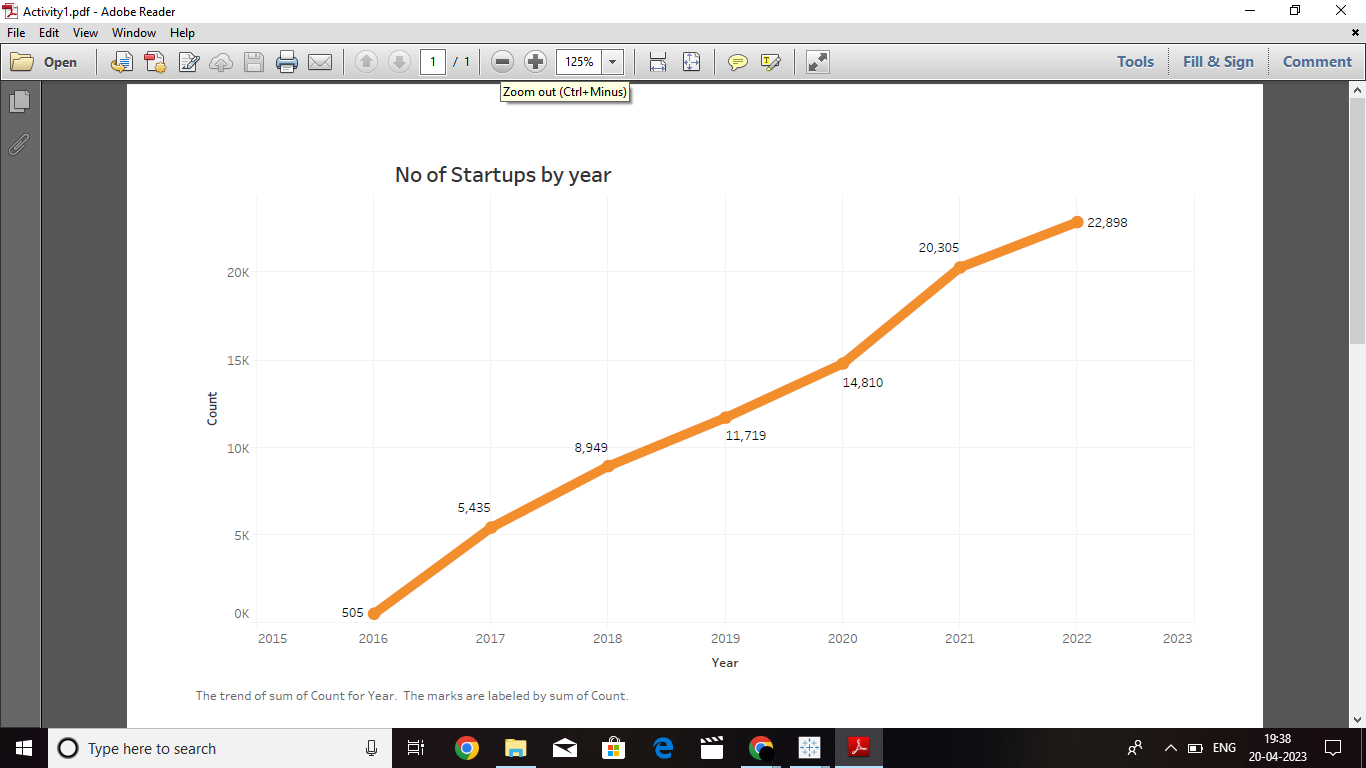 Activity1.pdf - Adobe Reader
File Edit View Window Help
Open 1 / 1 125% Tools Fill & Sign Comment
Zoom out (Ctrl+Minus)
No of Startups by year
22,898
20,305
20K
15K
14,810
Count
11,719
10K
8,949
5,435
5K
505
0K
2015 2016 2017 2018 2019 2020 2021 2022 2023
Year
The trend of sum of Count for Year. The marks are labeled by sum of Count.
Type here to search
ENG
19:38
20-04-2023